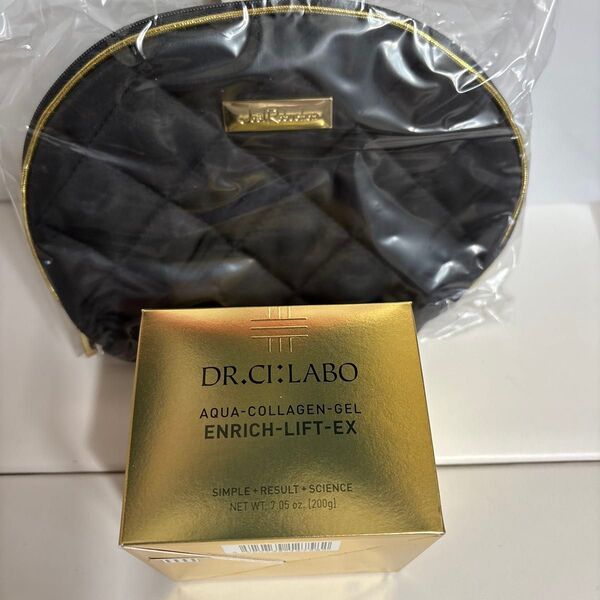 DR.CI:LABO
AQUA-COLLAGEN-GEL
ENRICH-LIFT-EX
SIMPLE + RESULT + SCIENCE
NET WT. 7.05 oz. [200g]